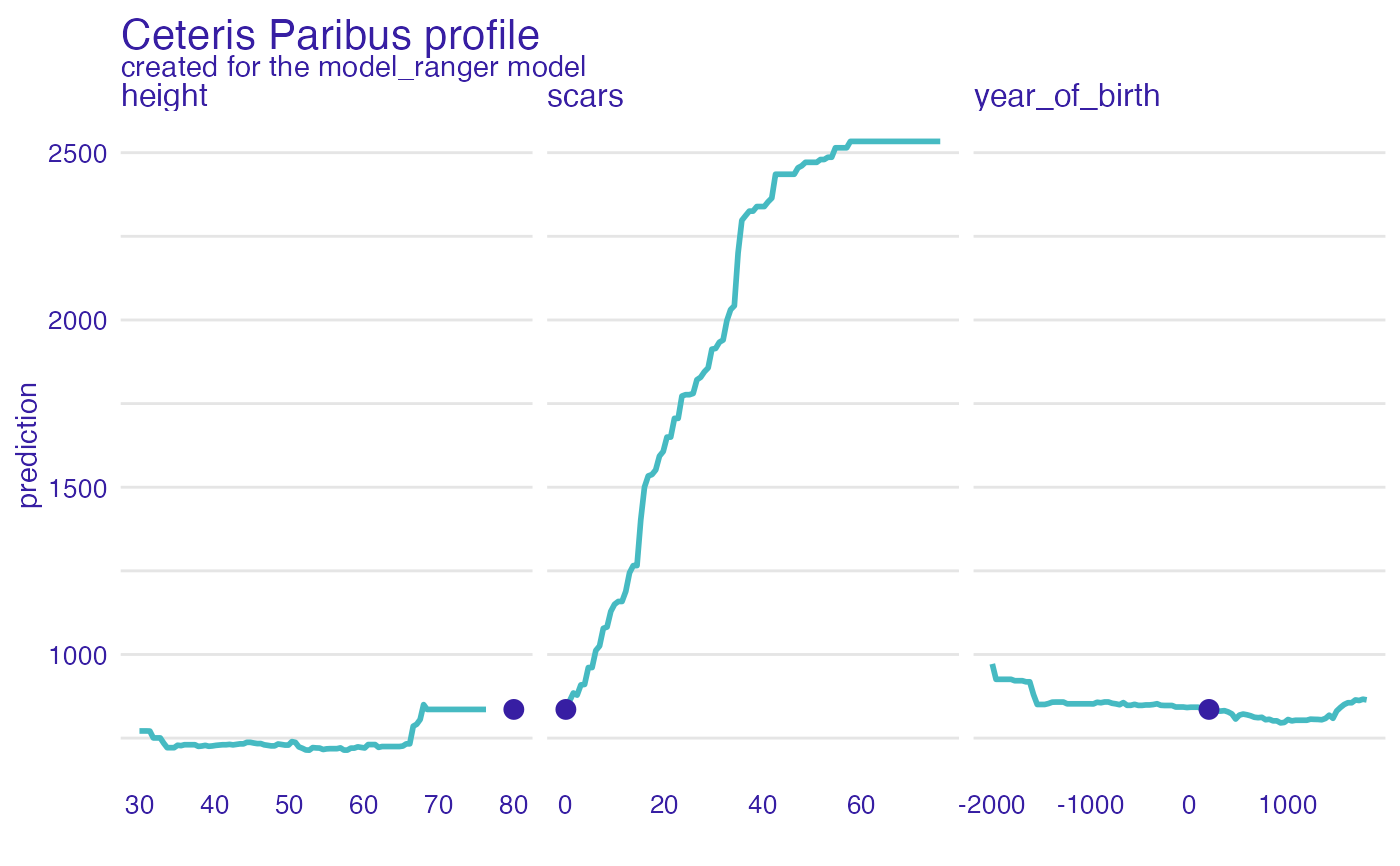 Ceteris Paribus profile
created for the model_ranger model
height scars year_of_birth
2500
2000
1500
1000
prediction
30 40 50 60 70 80 0 20 40 60 -2000 -1000 0 1000